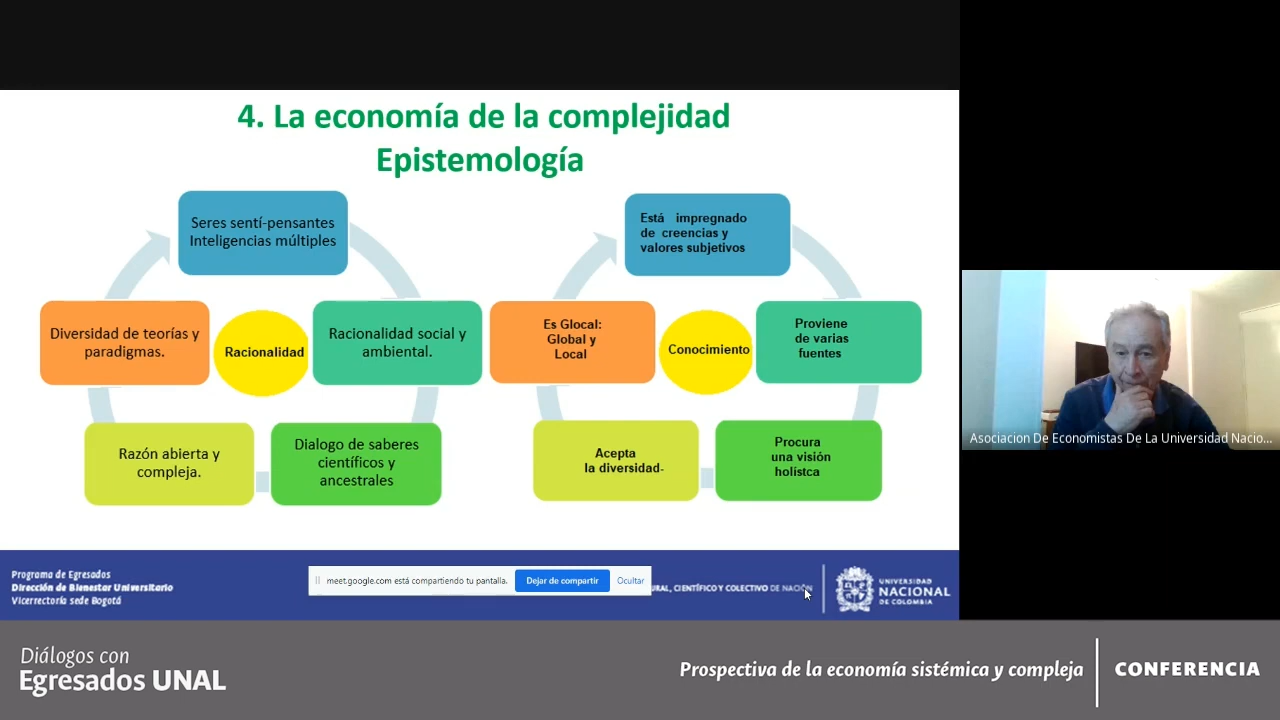 4. La economía de la complejidad
Epistemología
Seres sentí-pensantes
Inteligencias múltiples
Diversidad de teorías y
paradigmas.
Racionalidad
Racionalidad social y
ambiental.
Razón abierta y
compleja.
Dialogo de saberes
científicos y
ancestrales
Está impregnado
de creencias y
valores subjetivos
Es Glocal:
Global y
Local
Conocimiento
Proviene
de varias
fuentes
Acepta
la diversidad-
Procura
una visión
holístca
Asociacion De Economistas De La Universidad Nacio...
Programa de Egresados
Dirección de Bienestar Universitario
Vicerrectoría sede Bogotá
meet.google.com está compartiendo tu pantalla.
Dejar de compartir
Ocultar
URAL, CIENTÍFICO Y COLECTIVO DE NACIÓN
UNIVERSIDAD
NACIONAL
DE COLOMBIA
Diálogos con
Egresados UNAL
Prospectiva de la economía sistémica y compleja
CONFERENCIA